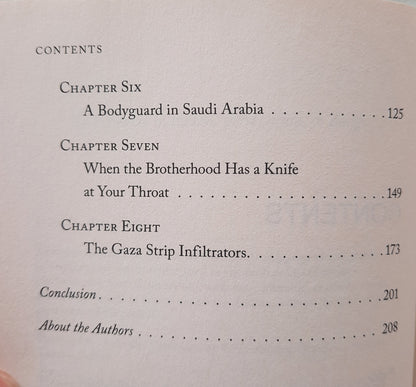 CONTENTS
CHAPTER SIX
A Bodyguard in Saudi Arabia . . . . . . . . . . . . 125
CHAPTER SEVEN
When the Brotherhood Has a Knife
at Your Throat . . . . . . . . . . . . . . . . . . . . 149
CHAPTER EIGHT
The Gaza Strip Infiltrators. . . . . . . . . . . . . 173
Conclusion. . . . . . . . . . . . . . . . . . . . . . . . 201
About the Authors . . . . . . . . . . . . . . . . . . . . 208